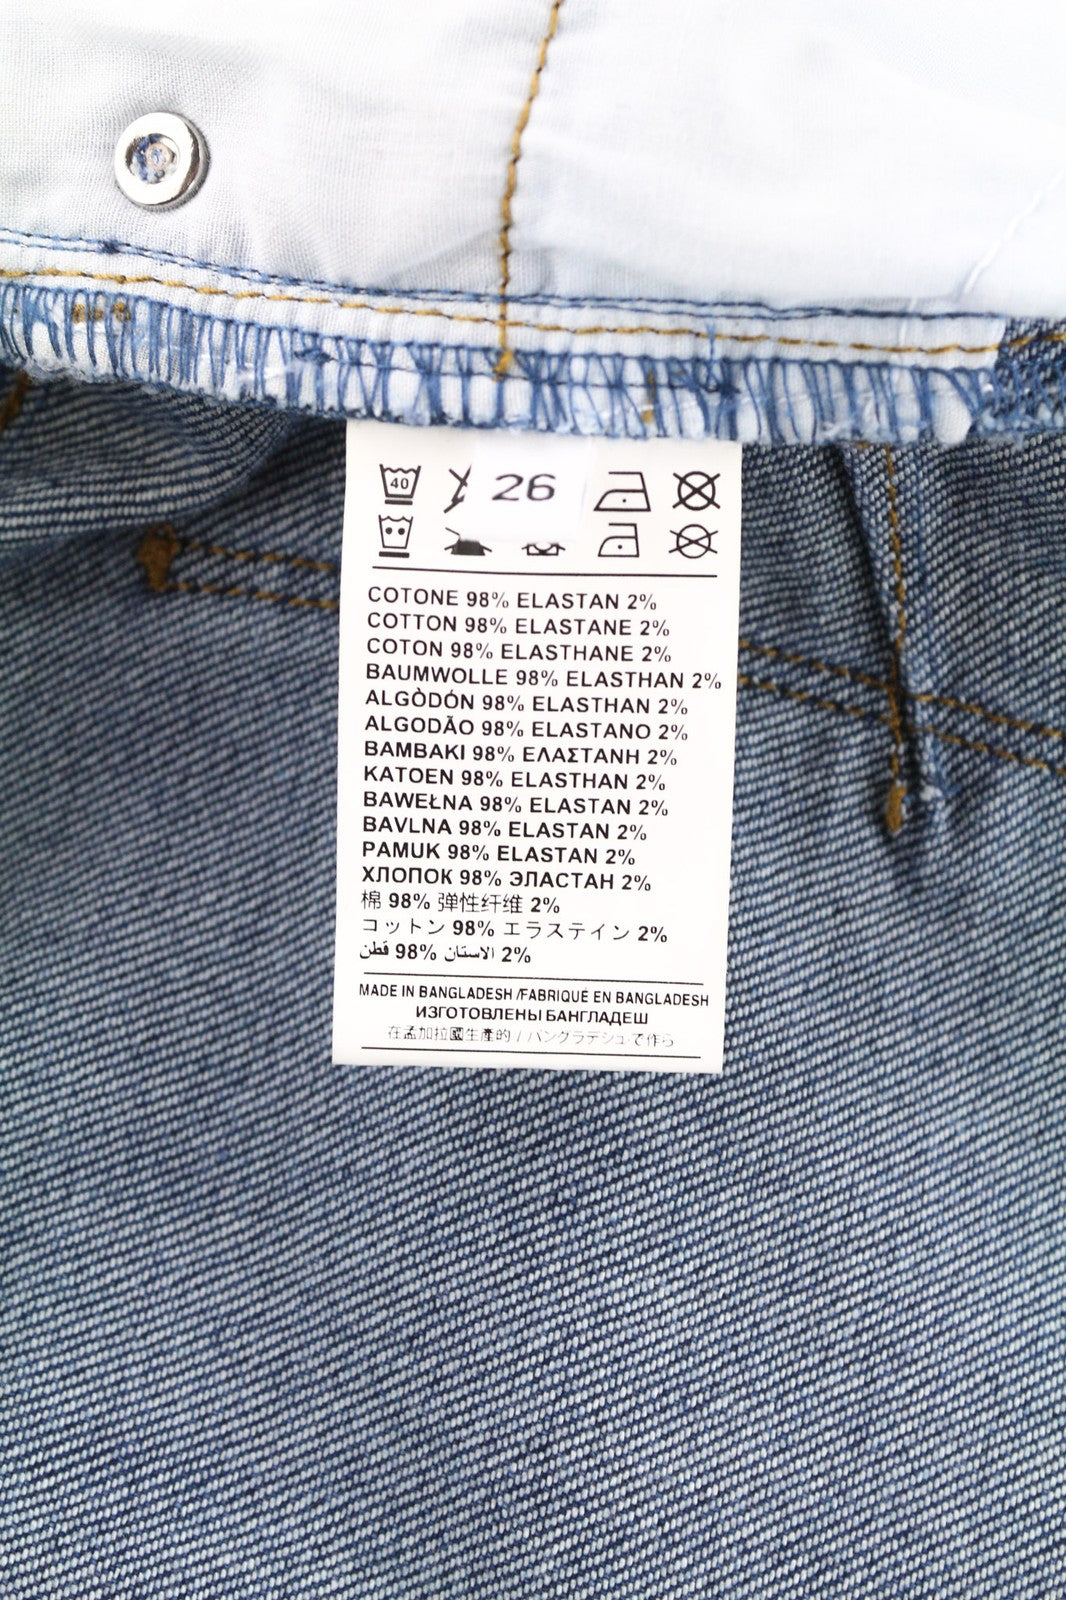 40 26
COTONE 98% ELASTAN 2%
COTTON 98% ELASTANE 2%
COTON 98% ELASTHANE 2%
BAUMWOLLE 98% ELASTHAN 2%
ALGÒDÓN 98% ELASTHAN 2%
ALGODÃO 98% ELASTANO 2%
BAMBAKI 98% ΕΛΑΣΤΑΝΗ 2%
KATOEN 98% ELASTHAN 2%
BAWEŁNA 98% ELASTAN 2%
BAVLNA 98% ELASTAN 2%
PAMUK 98% ELASTAN 2%
ХЛОПОК 98% ЭЛАСТАН 2%
棉 98% 弹性纤维 2%
コットン 98% エラステイン 2%
قطن 98% الاستان 2%
MADE IN BANGLADESH /FABRIQUÉ EN BANGLADESH
ИЗГОТОВЛЕНЫ БАНГЛАДЕШ
在孟加拉國生產的 / バングラデシュで作ら